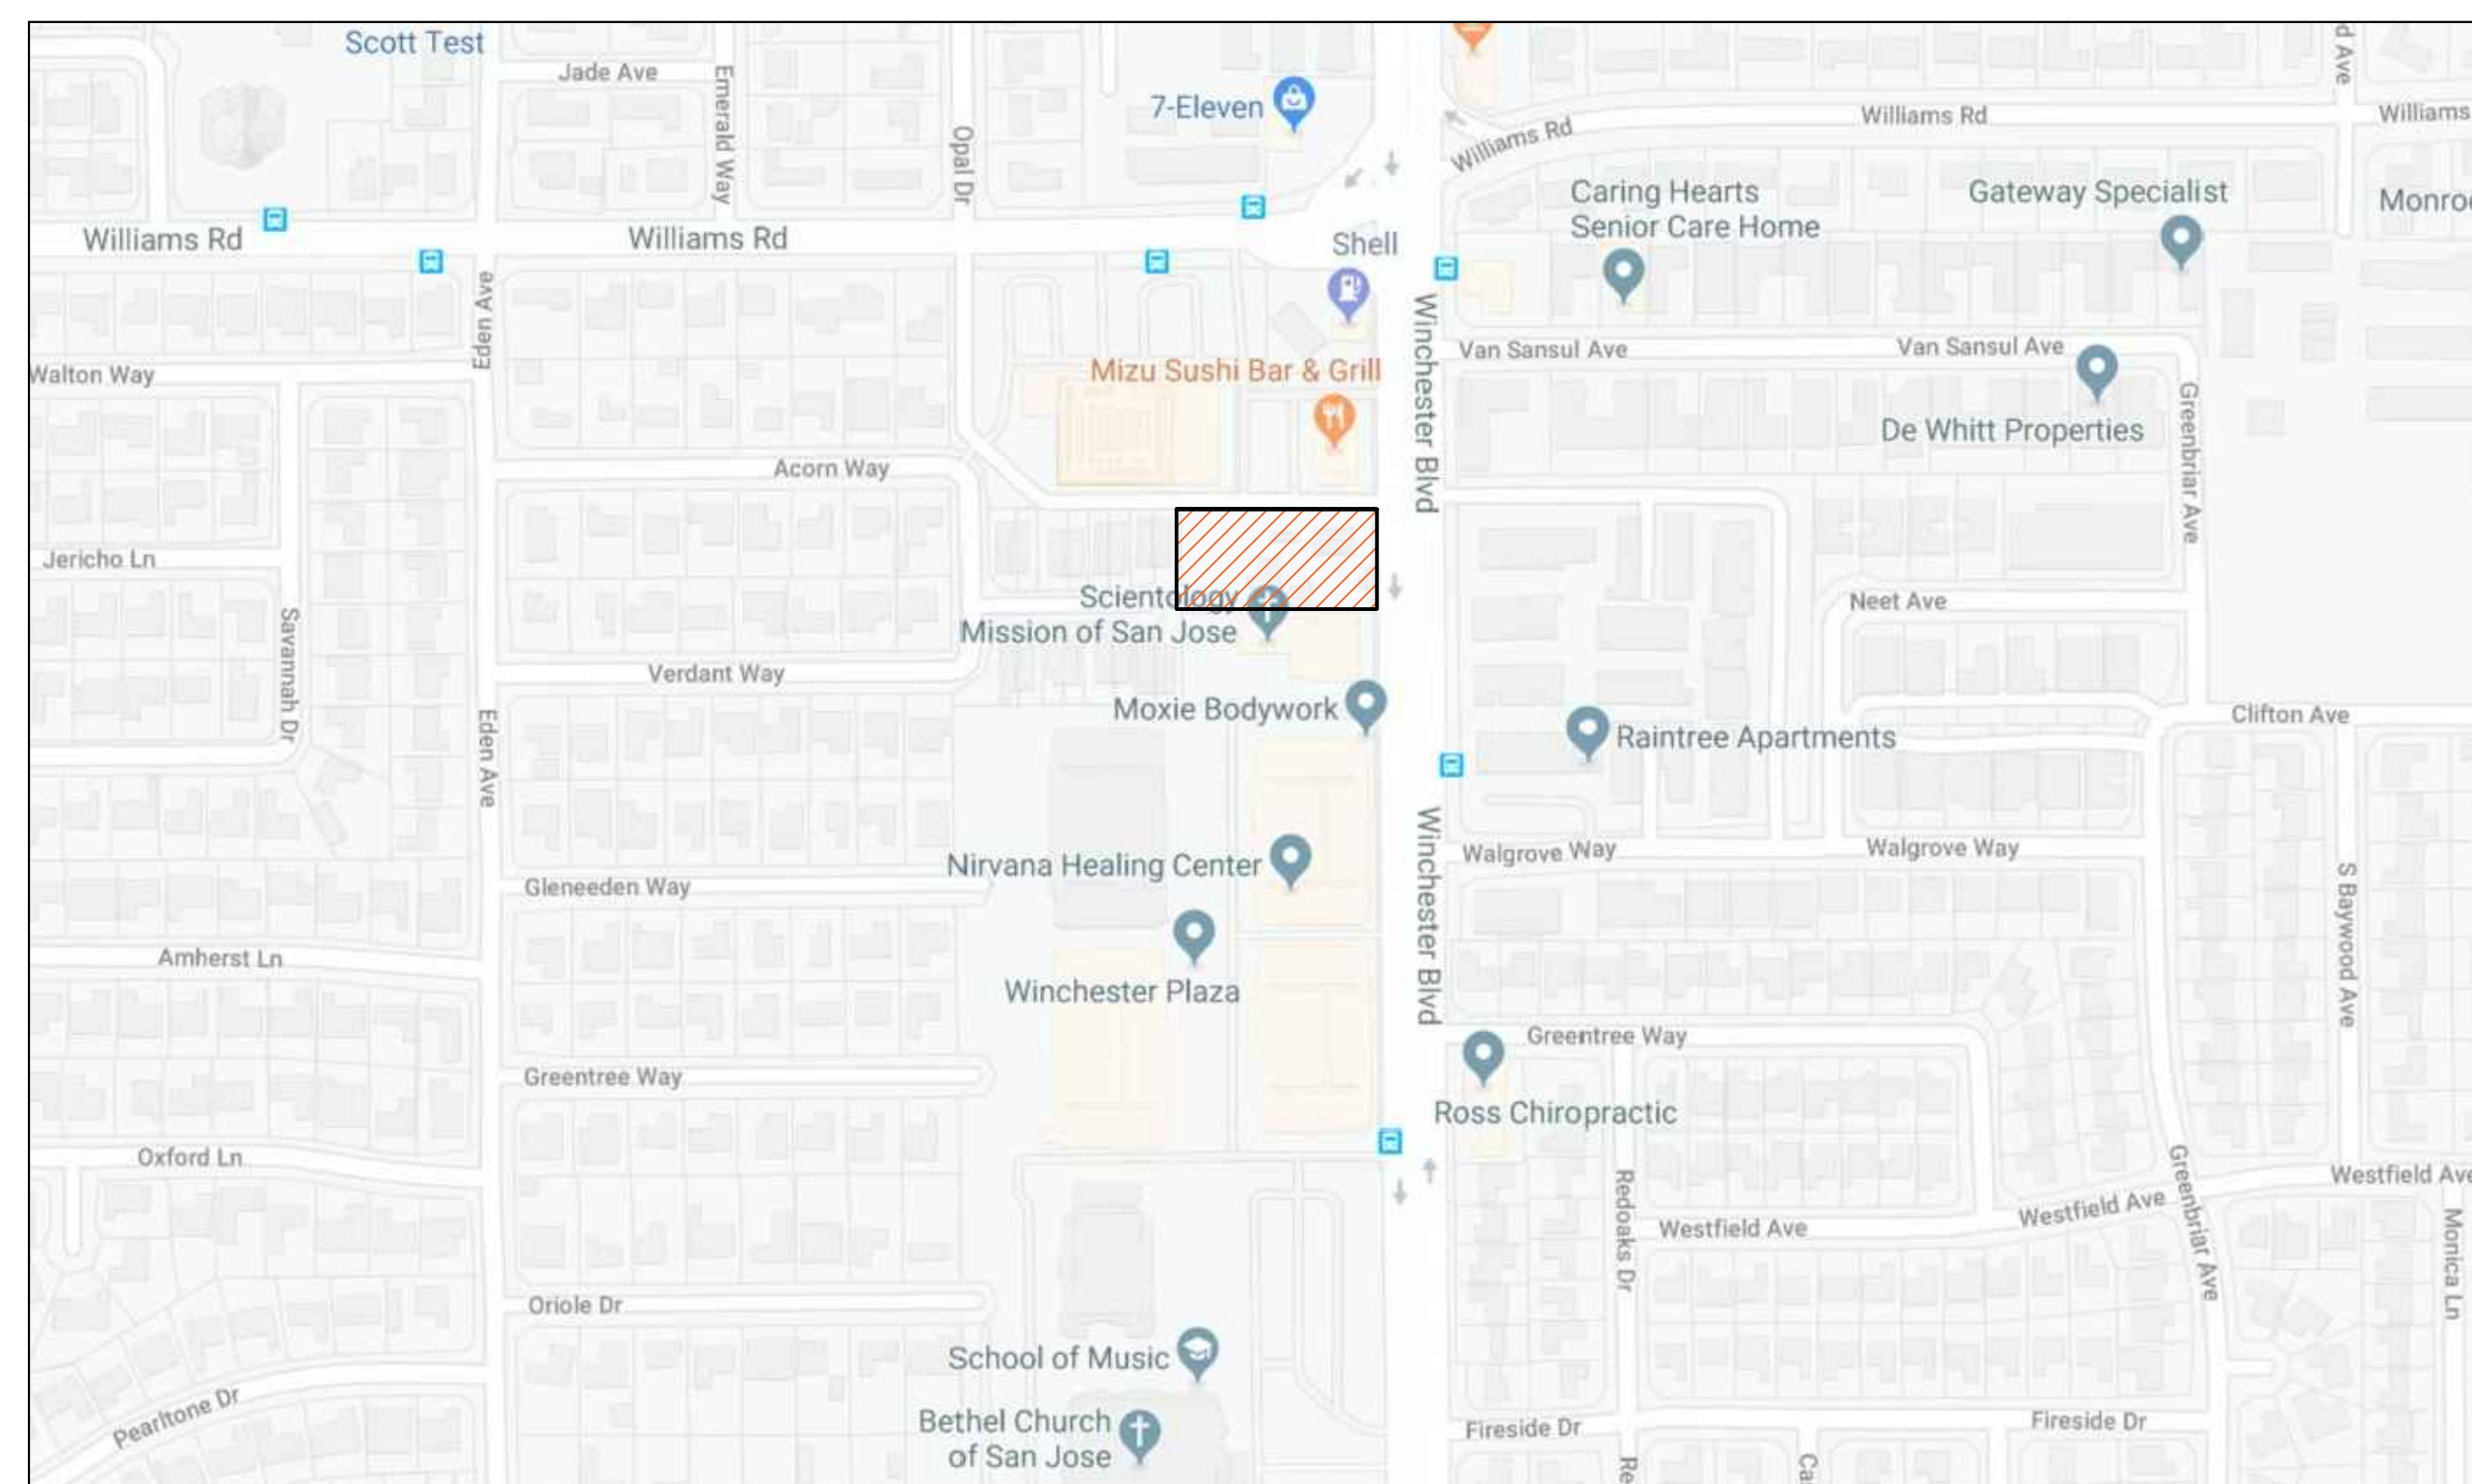 Scott Test
Jade Ave
Emerald Way
Opal Dr
7-Eleven
Williams Rd
Williams Rd
d Ave
Williams
Caring Hearts
Senior Care Home
Gateway Specialist
Monro
Williams Rd
Williams Rd
Shell
Eden Ave
Winchester Blvd
Van Sansul Ave
Van Sansul Ave
Walton Way
Mizu Sushi Bar & Grill
Greenbriar Ave
De Whitt Properties
Acorn Way
Jericho Ln
Scientology
Mission of San Jose
Neet Ave
Savannah Dr
Verdant Way
Moxie Bodywork
Eden Ave
Raintree Apartments
Clifton Ave
Winchester Blvd
Walgrove Way
Walgrove Way
Nirvana Healing Center
Gleneeden Way
S Baywood Ave
Amherst Ln
Winchester Plaza
Greentree Way
Greentree Way
Ross Chiropractic
Oxford Ln
Redoaks Dr
Greenbriar Ave
Westfield Ave
Westfield Ave
Westfield Ave
Monica Ln
Oriole Dr
School of Music
Pearltone Dr
Bethel Church
of San Jose
Fireside Dr
Fireside Dr
Re
Ca